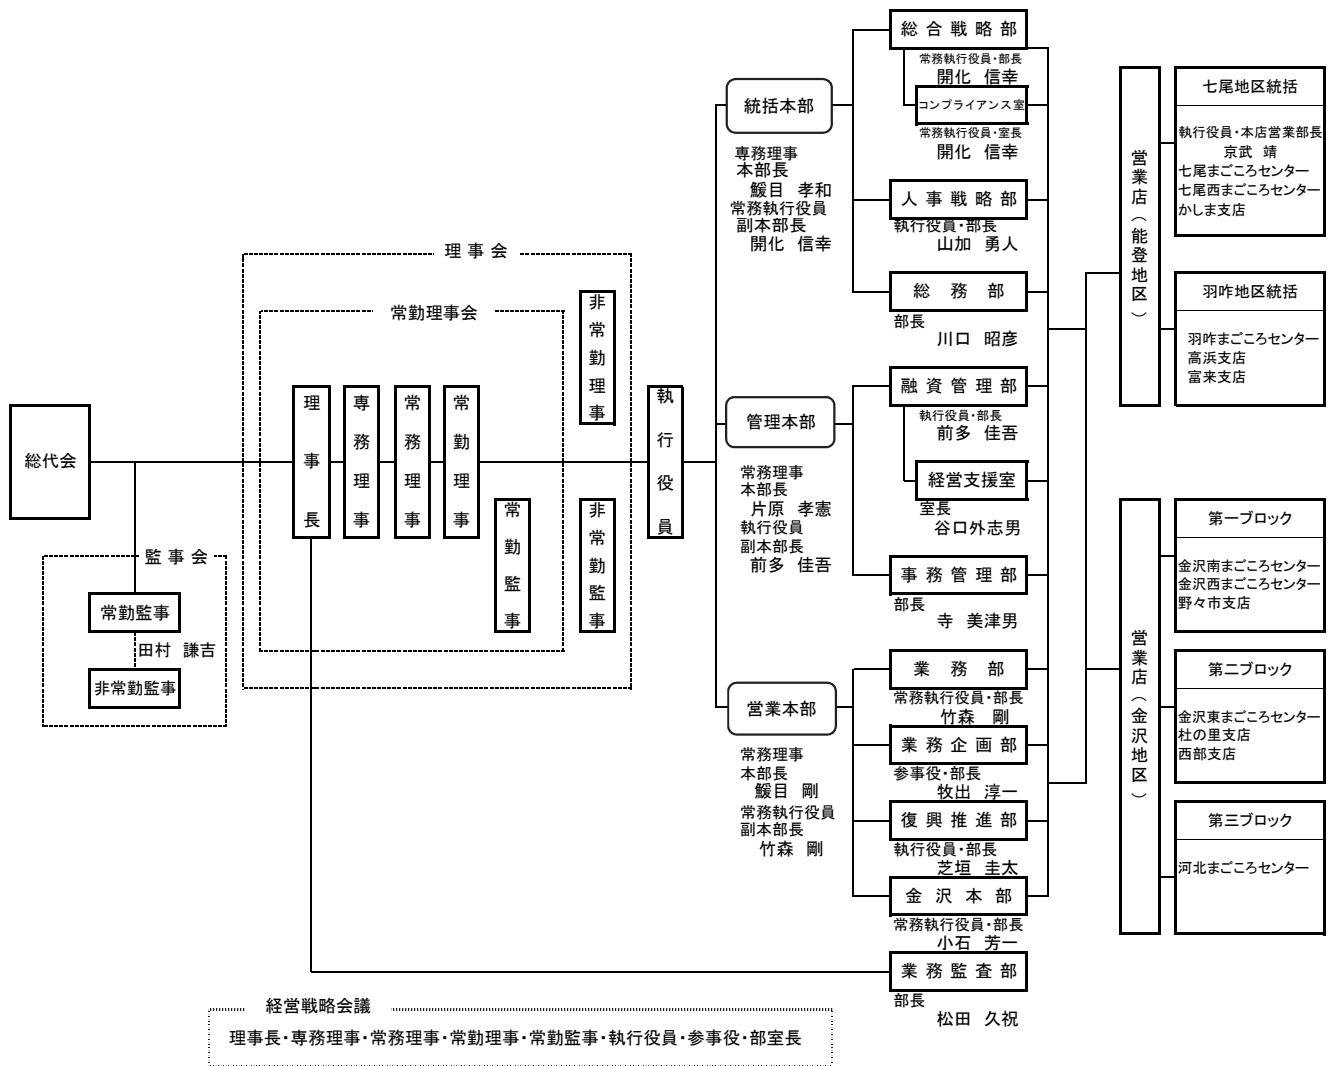 総代会
監事会
常勤監事
田村 謙吉
非常勤監事
理事会
常勤理事会
理事長
専務理事
常務理事
常勤理事
常勤監事
非常勤理事
非常勤監事
執行役員
統括本部
専務理事
本部長
鰀目 孝和
常務執行役員
副本部長
開化 信幸
管理本部
常務理事
本部長
片原 孝憲
執行役員
副本部長
前多 佳吾
営業本部
常務理事
本部長
鰀目 剛
常務執行役員
副本部長
竹森 剛
総合戦略部
常務執行役員・部長
開化 信幸
コンプライアンス室
常務執行役員・室長
開化 信幸
人事戦略部
執行役員・部長
山加 勇人
総務部
部長
川口 昭彦
融資管理部
執行役員・部長
前多 佳吾
経営支援室
室長
谷口外志男
事務管理部
部長
寺 美津男
業務部
常務執行役員・部長
竹森 剛
業務企画部
参事役・部長
牧出 淳一
復興推進部
執行役員・部長
芝垣 圭太
金沢本部
常務執行役員・部長
小石 芳一
業務監査部
部長
松田 久祝
営業店（能登地区）
七尾地区統括
執行役員・本店営業部長
京武 靖
七尾まごころセンター
七尾西まごころセンター
かしま支店
羽咋地区統括
羽咋まごころセンター
高浜支店
富来支店
営業店（金沢地区）
第一ブロック
金沢南まごころセンター
金沢西まごころセンター
野々市支店
第二ブロック
金沢東まごころセンター
杜の里支店
西部支店
第三ブロック
河北まごころセンター
経営戦略会議
理事長・専務理事・常務理事・常勤理事・常勤監事・執行役員・参事役・部室長